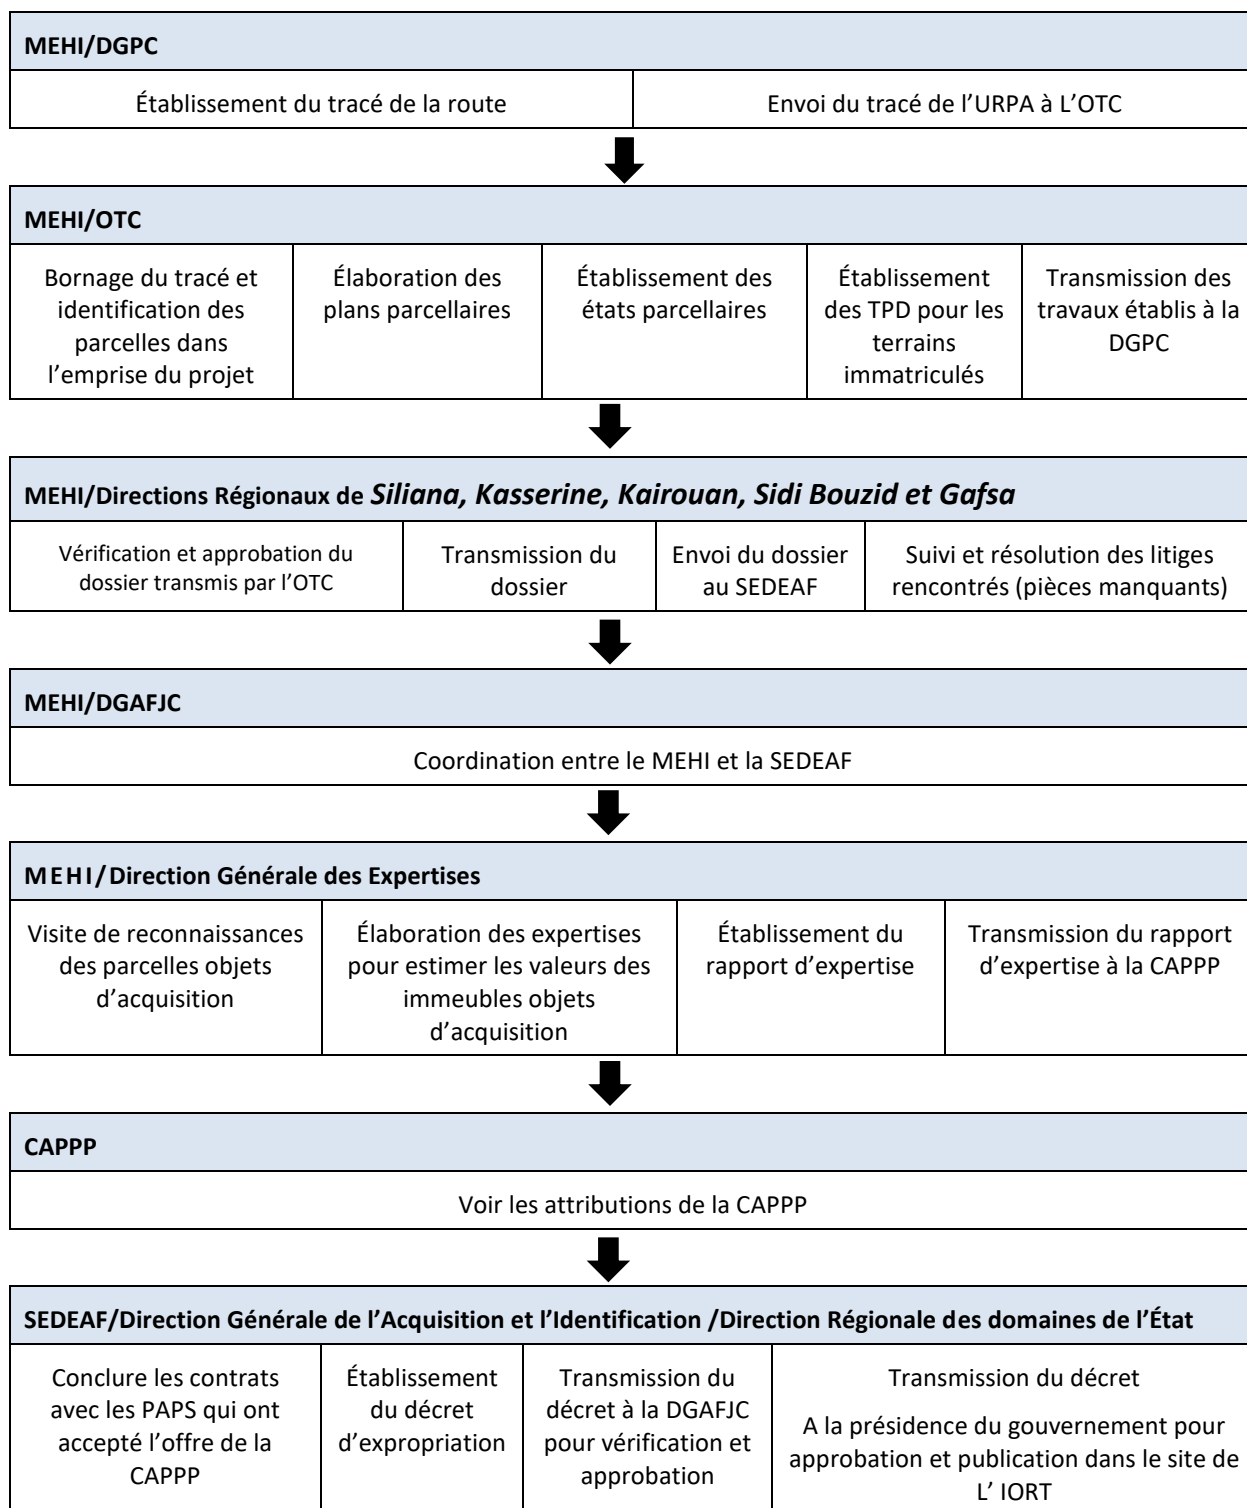 MEHI/DGPC
Établissement du tracé de la route
Envoi du tracé de l’URPA à L’OTC
MEHI/OTC
Bornage du tracé et
identification des
parcelles dans
l’emprise du projet
Élaboration des
plans parcellaires
Établissement des
états parcellaires
Établissement
des TPD pour les
terrains
immatriculés
Transmission des
travaux établis à la
DGPC
MEHI/Directions Régionaux de Siliana, Kasserine, Kairouan, Sidi Bouzid et Gafsa
Vérification et approbation du
dossier transmis par l’OTC
Transmission du
dossier
Envoi du dossier
au SEDEAF
Suivi et résolution des litiges
rencontrés (pièces manquants)
MEHI/DGAFJC
Coordination entre le MEHI et la SEDEAF
MEHI/Direction Générale des Expertises
Visite de reconnaissances
des parcelles objets
d’acquisition
Élaboration des expertises
pour estimer les valeurs des
immeubles objets
d’acquisition
Établissement du
rapport d’expertise
Transmission du rapport
d’expertise à la CAPPP
CAPPP
Voir les attributions de la CAPPP
SEDEAF/Direction Générale de l’Acquisition et l’Identification /Direction Régionale des domaines de l’État
Conclure les contrats
avec les PAPS qui ont
accepté l’offre de la
CAPPP
Établissement
du décret
d’expropriation
Transmission du
décret à la DGAFJC
pour vérification et
approbation
Transmission du décret
A la présidence du gouvernement pour
approbation et publication dans le site de
L’ IORT